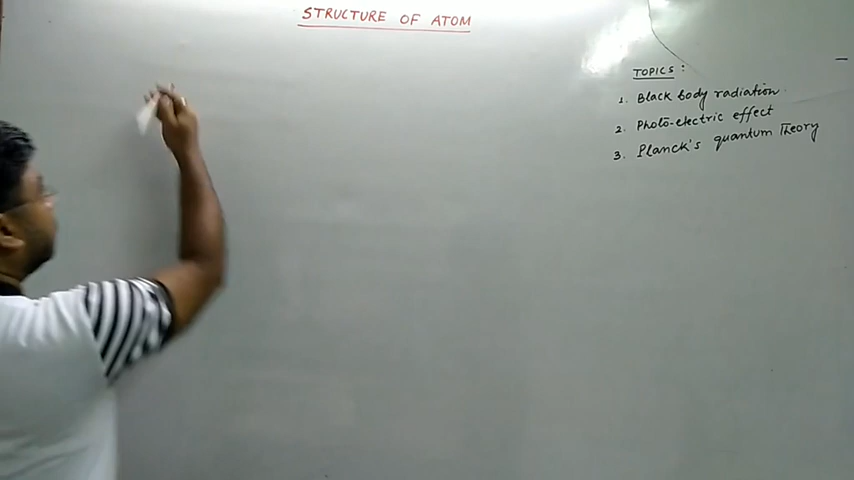 STRUCTURE OF ATOM
TOPICS :
1. Black body radiation.
2. Photo-electric effect
3. Planck's quantum Theory